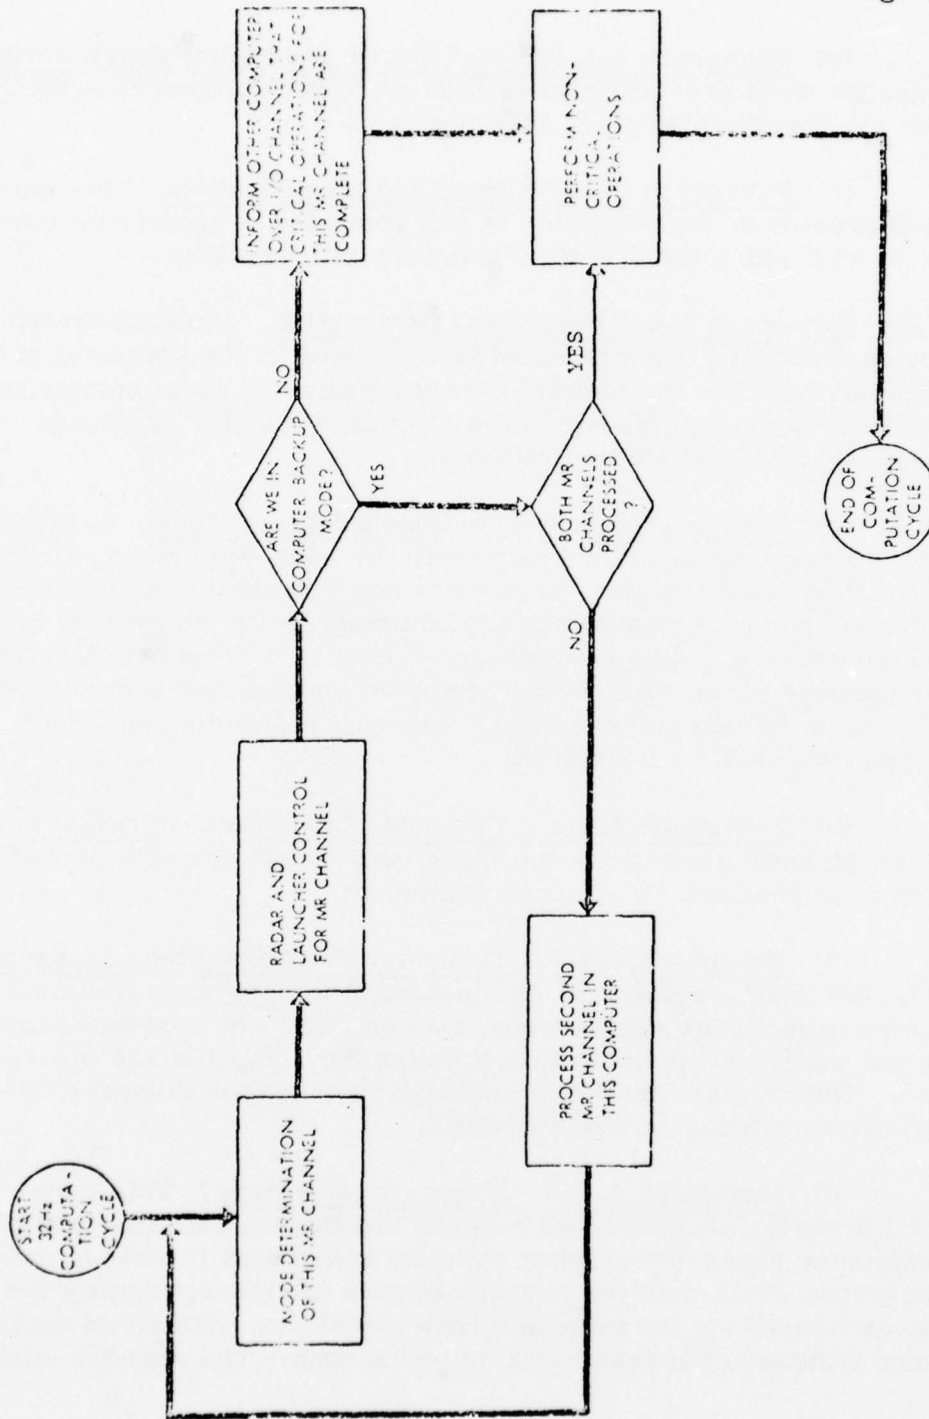 START
32Hz
COMPUTA-
TION
CYCLE
MODE DETERMINATION
OF THIS ME CHANNEL
RADAR AND
LAUNCHER CONTROL
FOR MR CHANNEL
ARE WE IN
COMPUTER BACKUP
MODE?
NO
YES
INFORM OTHER COMPUTER
OVER I/O CHANNEL THAT
CRITICAL OPERATIONS FOR
THIS MR CHANNEL ARE
COMPLETE
BOTH MR
CHANNELS
PROCESSED
?
YES
NO
PERFORM NON-
CRITICAL
OPERATIONS
PROCESS SECOND
MR CHANNEL IN
THIS COMPUTER
END OF
COM-
PUTATION
CYCLE